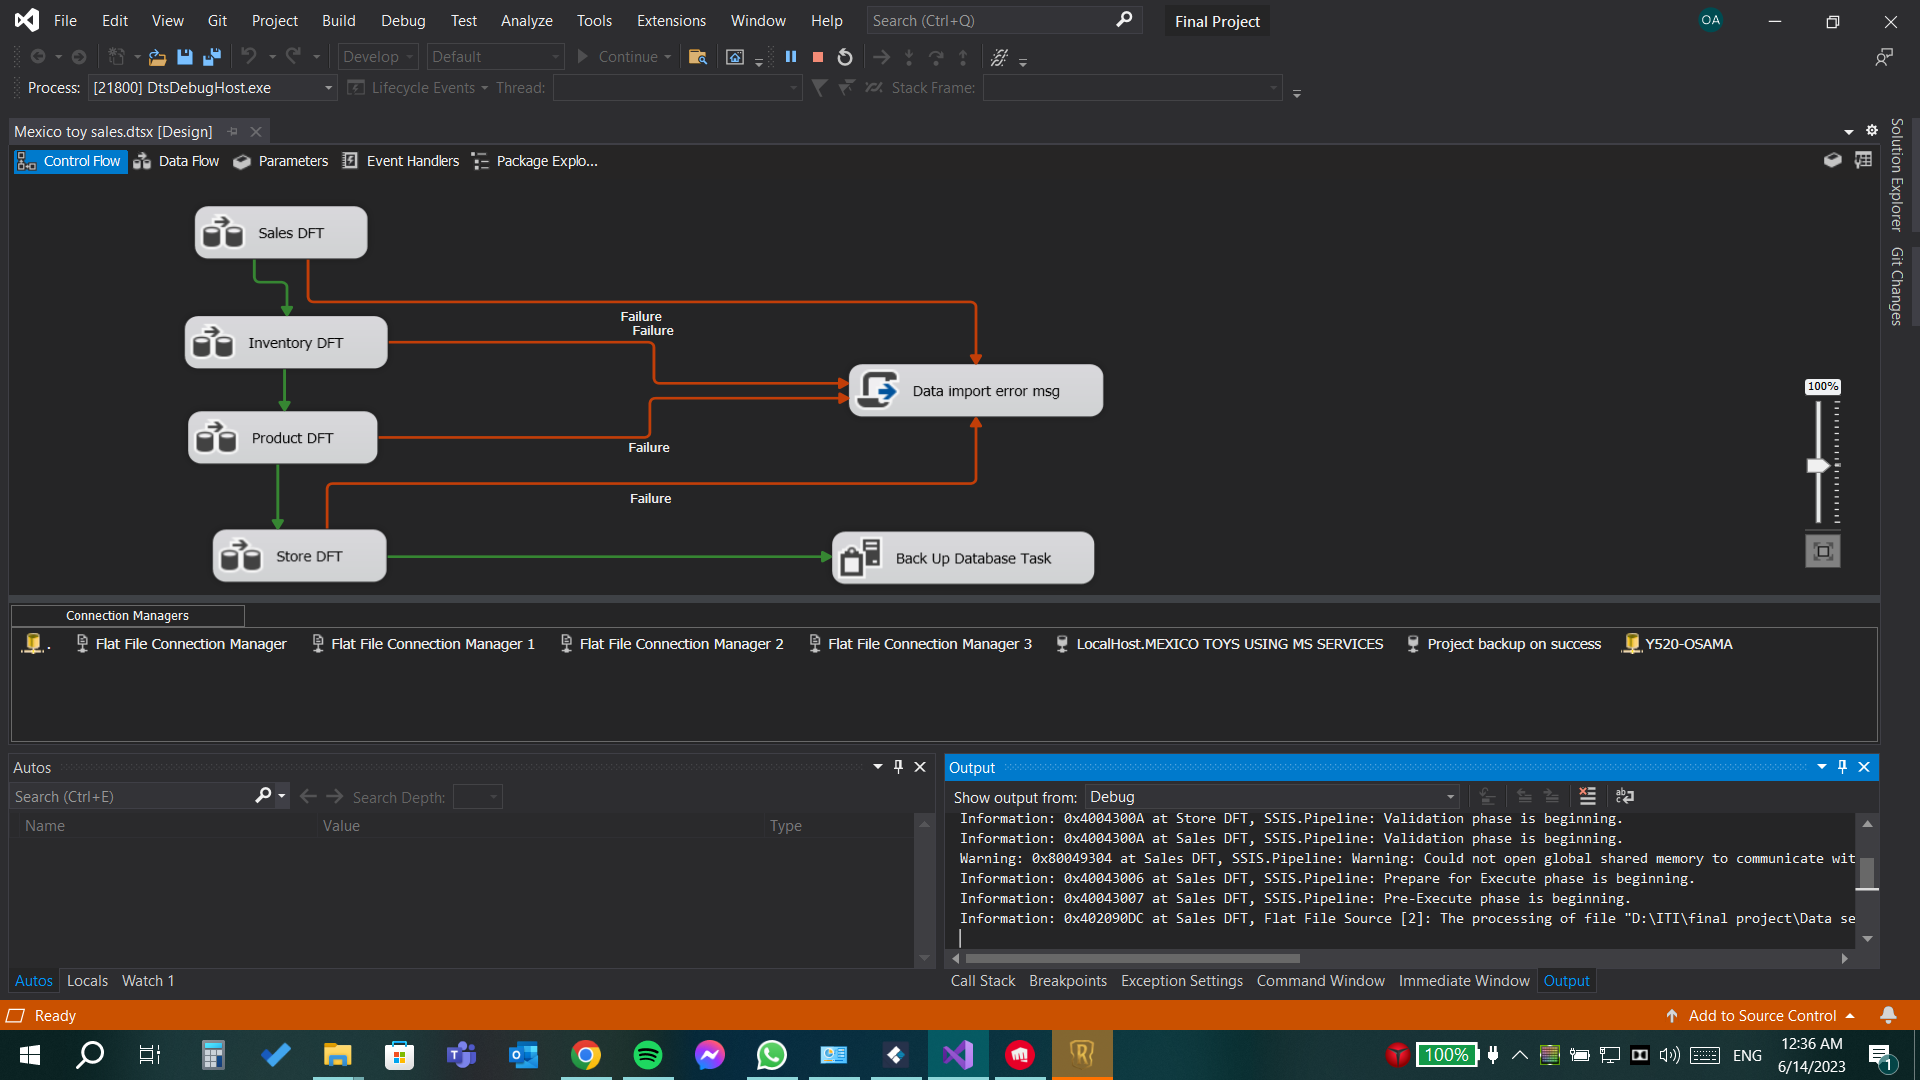 File Edit View Git Project Build Debug Test Analyze Tools Extensions Window Help Search (Ctrl+Q) Final Project OA
Develop Default Continue
Process: [21800] DtsDebugHost.exe Lifecycle Events Thread: Stack Frame:
Mexico toy sales.dtsx [Design]
Control Flow Data Flow Parameters Event Handlers Package Explo...
Solution Explorer
Git Changes
Sales DFT
Failure
Failure
Inventory DFT
Data import error msg
100%
Product DFT
Failure
Failure
Store DFT
Back Up Database Task
Connection Managers
. Flat File Connection Manager Flat File Connection Manager 1 Flat File Connection Manager 2 Flat File Connection Manager 3 LocalHost.MEXICO TOYS USING MS SERVICES Project backup on success Y520-OSAMA
Autos
Search (Ctrl+E) Search Depth:
Name Value Type
Autos Locals Watch 1
Output
Show output from: Debug
Information: 0x4004300A at Store DFT, SSIS.Pipeline: Validation phase is beginning.
Information: 0x4004300A at Sales DFT, SSIS.Pipeline: Validation phase is beginning.
Warning: 0x80049304 at Sales DFT, SSIS.Pipeline: Warning: Could not open global shared memory to communicate wit
Information: 0x40043006 at Sales DFT, SSIS.Pipeline: Prepare for Execute phase is beginning.
Information: 0x40043007 at Sales DFT, SSIS.Pipeline: Pre-Execute phase is beginning.
Information: 0x402090DC at Sales DFT, Flat File Source [2]: The processing of file "D:\ITI\final project\Data se
Call Stack Breakpoints Exception Settings Command Window Immediate Window Output
Ready Add to Source Control
100% ENG 12:36 AM
6/14/2023 1